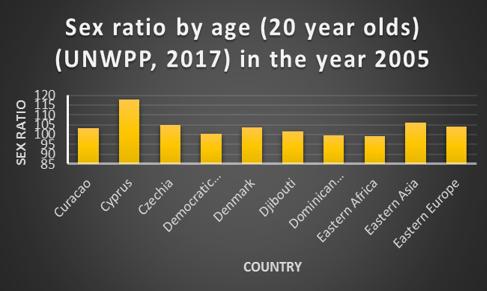 Sex ratio by age (20 year olds)
(UNWPP, 2017) in the year 2005
SEX RATIO
120
115
110
105
100
95
90
85
Curacao
Cyprus
Czechia
Democratic...
Denmark
Djibouti
Dominican...
Eastern Africa
Eastern Asia
Eastern Europe
COUNTRY